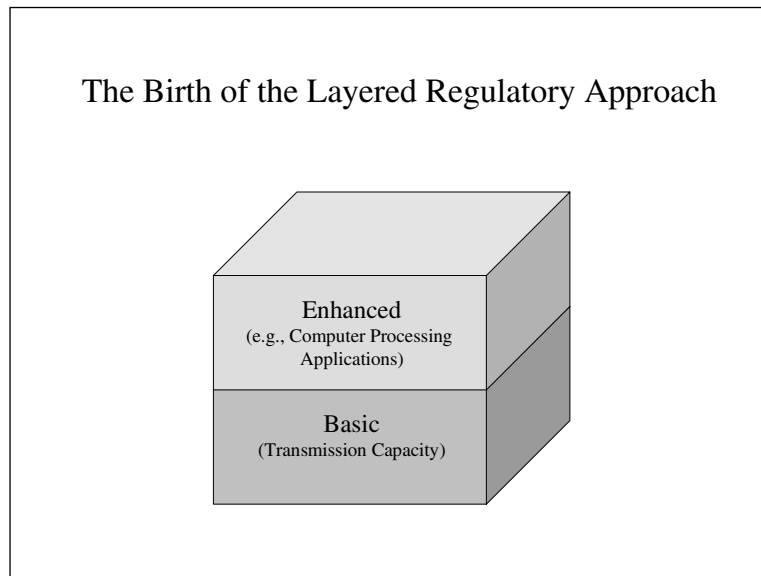 The Birth of the Layered Regulatory Approach
Enhanced
(e.g., Computer Processing
Applications)
Basic
(Transmission Capacity)